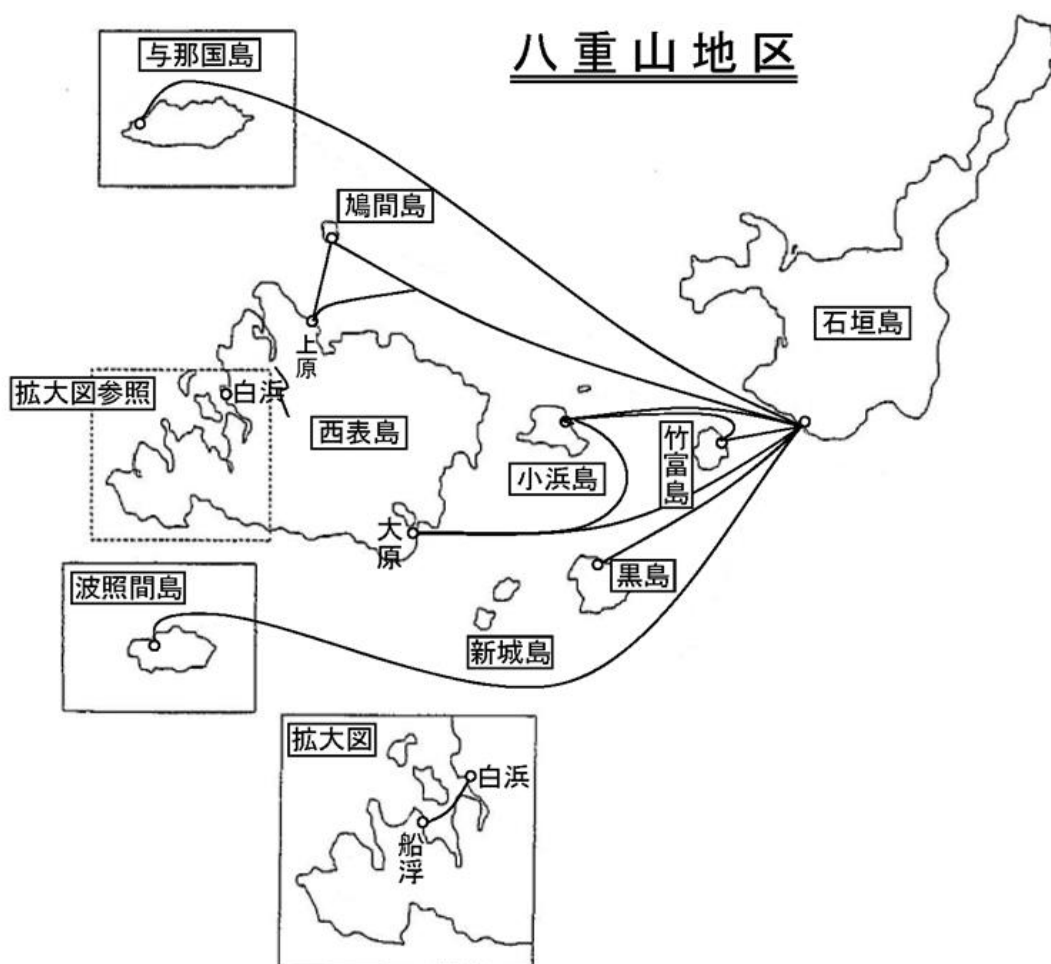 八重山地区
与那国島
鳩間島
石垣島
上原
拡大図参照
白浜
西表島
小浜島
竹富島
大原
黒島
波照間島
新城島
拡大図
白浜
船浮